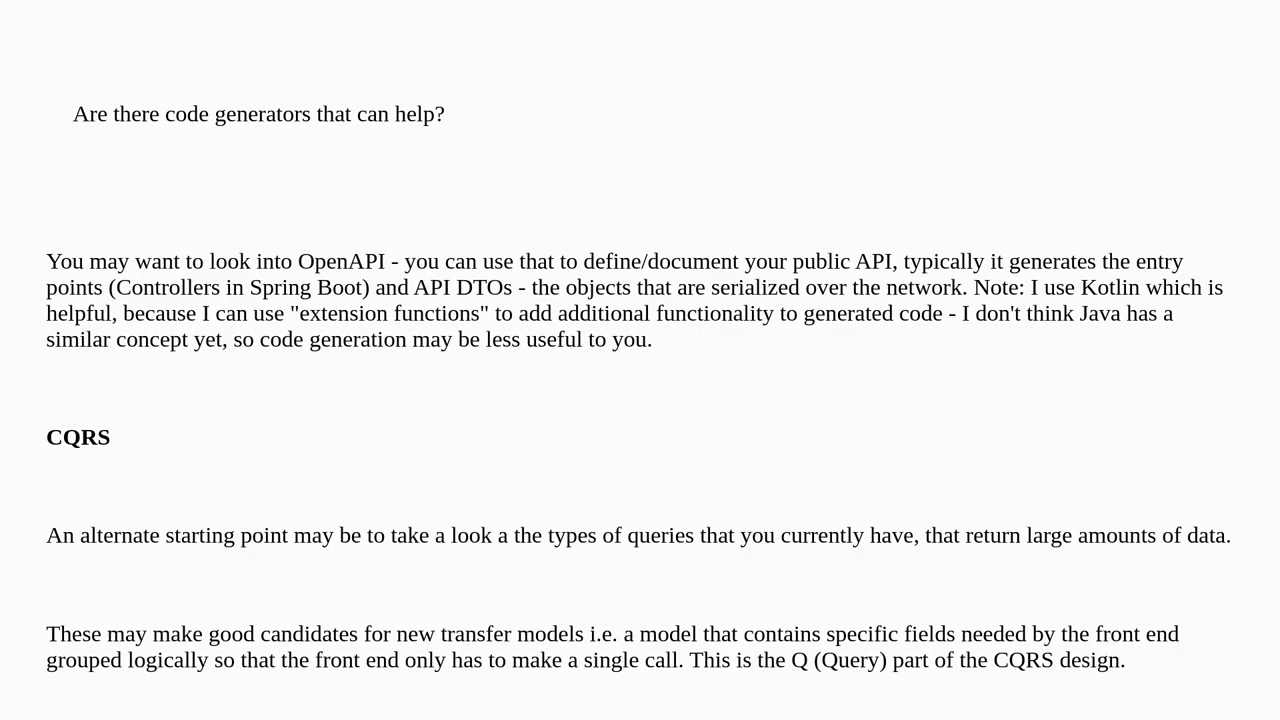 Are there code generators that can help?
You may want to look into OpenAPI - you can use that to define/document your public API, typically it generates the entry
points (Controllers in Spring Boot) and API DTOs - the objects that are serialized over the network. Note: I use Kotlin which is
helpful, because I can use "extension functions" to add additional functionality to generated code - I don't think Java has a
similar concept yet, so code generation may be less useful to you.
CQRS
An alternate starting point may be to take a look a the types of queries that you currently have, that return large amounts of data.
These may make good candidates for new transfer models i.e. a model that contains specific fields needed by the front end
grouped logically so that the front end only has to make a single call. This is the Q (Query) part of the CQRS design.